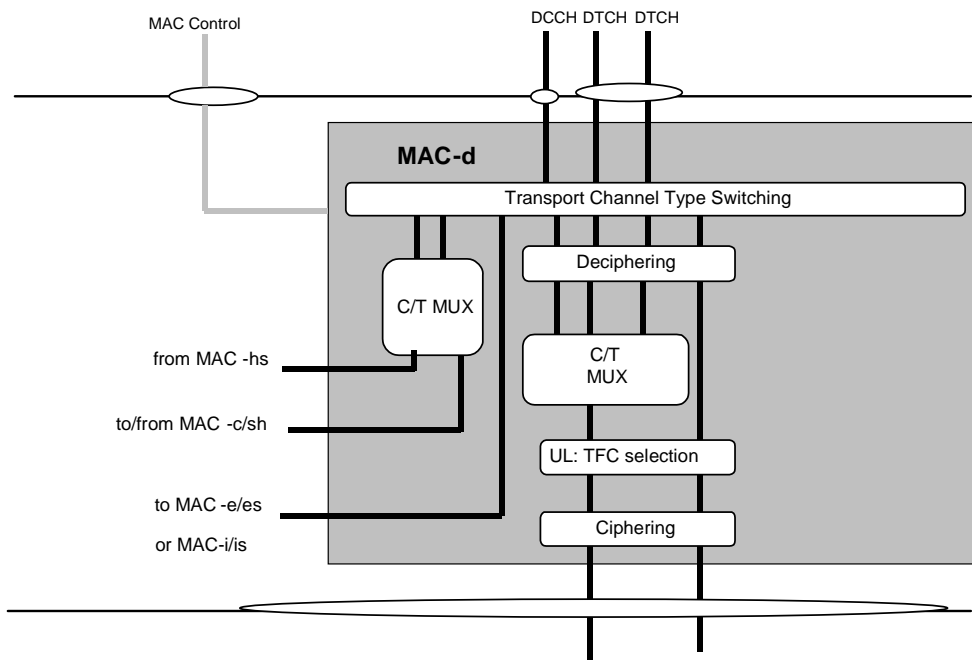 MAC Control
DCCH DTCH DTCH
MAC-d
Transport Channel Type Switching
Deciphering
C/T MUX
from MAC -hs
C/T
MUX
to/from MAC -c/sh
UL: TFC selection
to MAC -e/es
or MAC-i/is
Ciphering